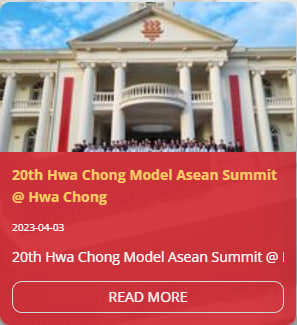 20th Hwa Chong Model Asean Summit
@ Hwa Chong
2023-04-03
20th Hwa Chong Model Asean Summit @
READ MORE